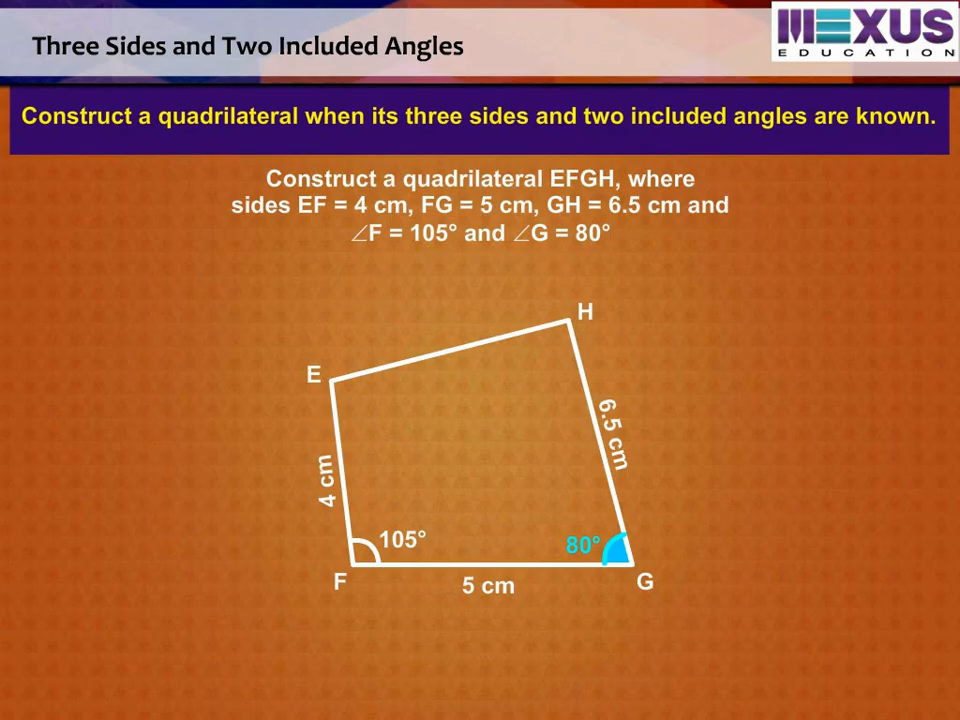 Three Sides and Two Included Angles
MEXUS
EDUCATION
Construct a quadrilateral when its three sides and two included angles are known.
Construct a quadrilateral EFGH, where
sides EF = 4 cm, FG = 5 cm, GH = 6.5 cm and
∠F = 105° and ∠G = 80°
H
E
6.5 cm
4 cm
105°
80°
F
5 cm
G